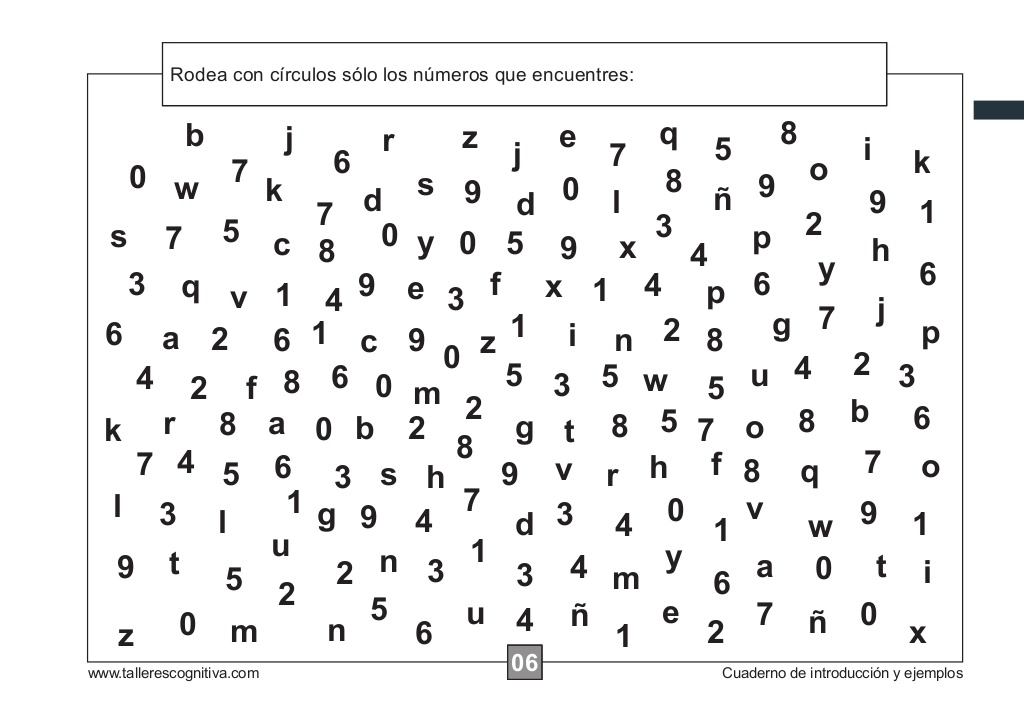 Rodea con círculos sólo los números que encuentres:
b j r z j e 7 q 5 8 i k
0 w 7 k 6 d s 9 d 0 l 8 ñ 9 o 9 1
s 7 5 c 7 8 0 y 0 5 9 x 3 4 p 2 h
3 q v 1 4 9 e 3 f x 1 4 p 6 y 6
6 a 2 6 1 c 9 0 z 1 i n 2 8 g 7 j p
4 2 f 8 6 0 m 5 3 5 w 5 u 4 2 3
k r 8 a 0 b 2 2 g t 8 5 7 o 8 b 6
7 4 5 6 3 s h 8 9 v r h f 8 q 7 o
l 3 l 1 g 9 4 7 d 3 4 0 1 v w 9 1
9 t 5 u 2 2 n 3 1 3 4 m y 6 a 0 t i
z 0 m n 5 6 u 4 ñ 1 e 2 7 ñ 0 x
06
www.tallerescognitiva.com
Cuaderno de introducción y ejemplos